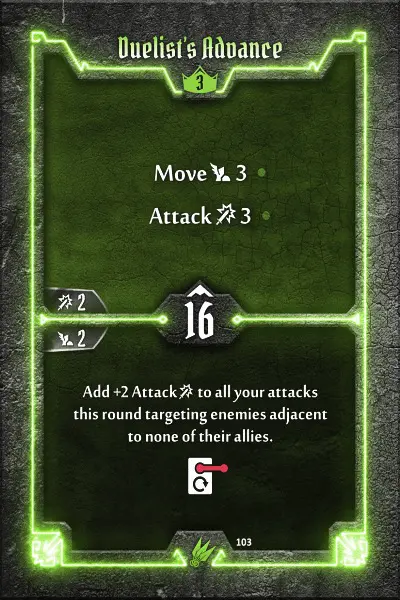 Duelist's Advance
3
Move 3
Attack 3
2
16
2
Add +2 Attack to all your attacks
this round targeting enemies adjacent
to none of their allies.
103